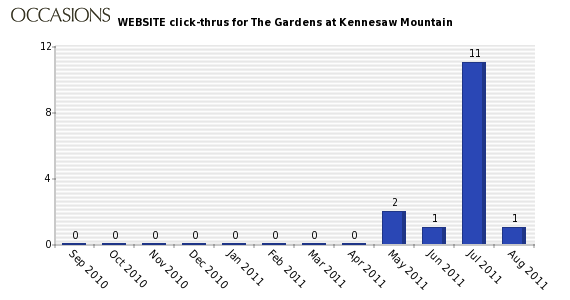 OCCASIONS
WEBSITE click-thrus for The Gardens at Kennesaw Mountain
12
8
4
0
0 0 0 0 0 0 0 0 2 1 11 1
Sep 2010 Oct 2010 Nov 2010 Dec 2010 Jan 2011 Feb 2011 Mar 2011 Apr 2011 May 2011 Jun 2011 Jul 2011 Aug 2011